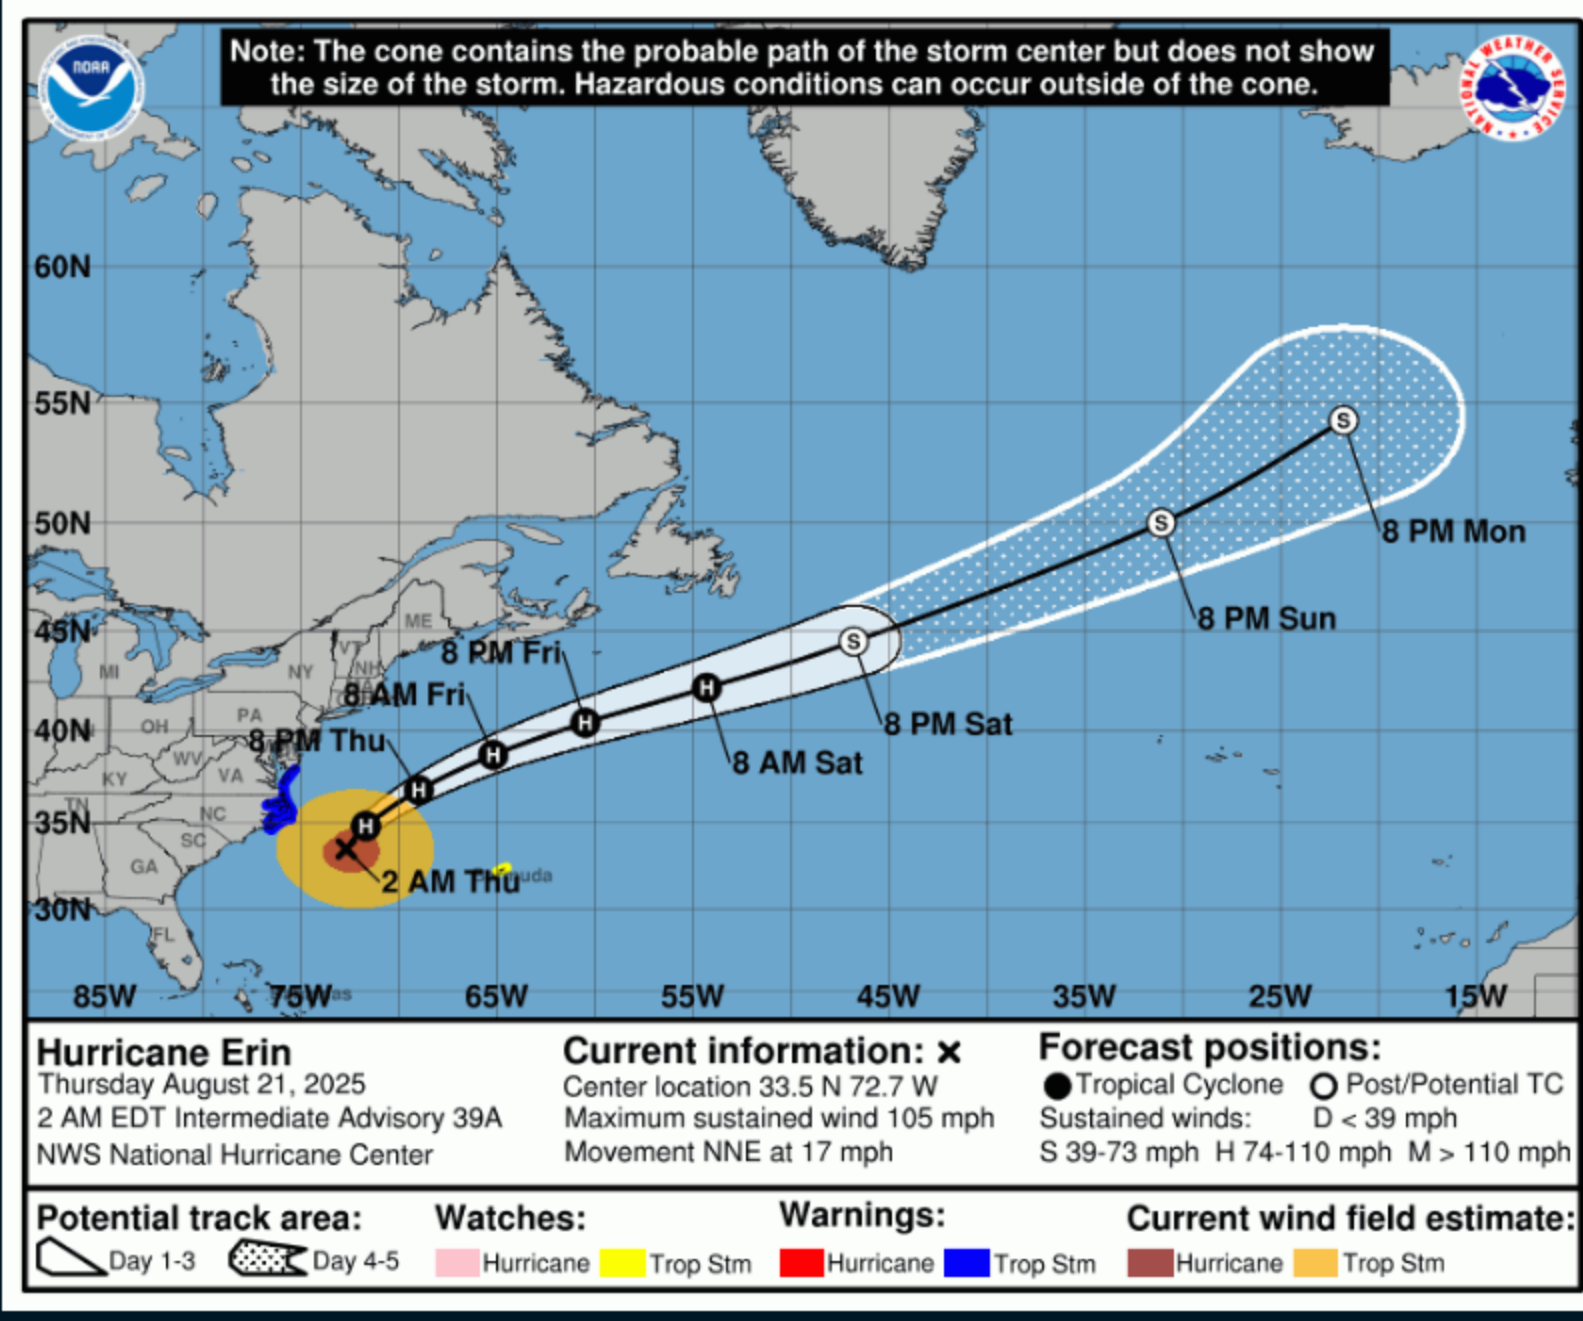 Note: The cone contains the probable path of the storm center but does not show
the size of the storm. Hazardous conditions can occur outside of the cone.
NOAA
NATIONAL WEATHER SERVICE
60N
55N
50N
45N
40N
35N
30N
85W
75W
65W
55W
45W
35W
25W
15W
ME
VT
NH
NY
MI
PA
OH
WV
VA
KY
TN
NC
SC
GA
FL
8 PM Mon
8 PM Sun
8 PM Sat
8 AM Sat
8 PM Fri
8 AM Fri
8 PM Thu
2 AM Thu
S
S
S
H
H
H
H
H
Hurricane Erin
Thursday August 21, 2025
2 AM EDT Intermediate Advisory 39A
NWS National Hurricane Center
Current information: ×
Center location 33.5 N 72.7 W
Maximum sustained wind 105 mph
Movement NNE at 17 mph
Forecast positions:
Tropical Cyclone Post/Potential TC
Sustained winds: D < 39 mph
S 39-73 mph H 74-110 mph M > 110 mph
Potential track area:
Day 1-3 Day 4-5
Watches:
Hurricane Trop Stm
Warnings:
Hurricane Trop Stm
Current wind field estimate:
Hurricane Trop Stm